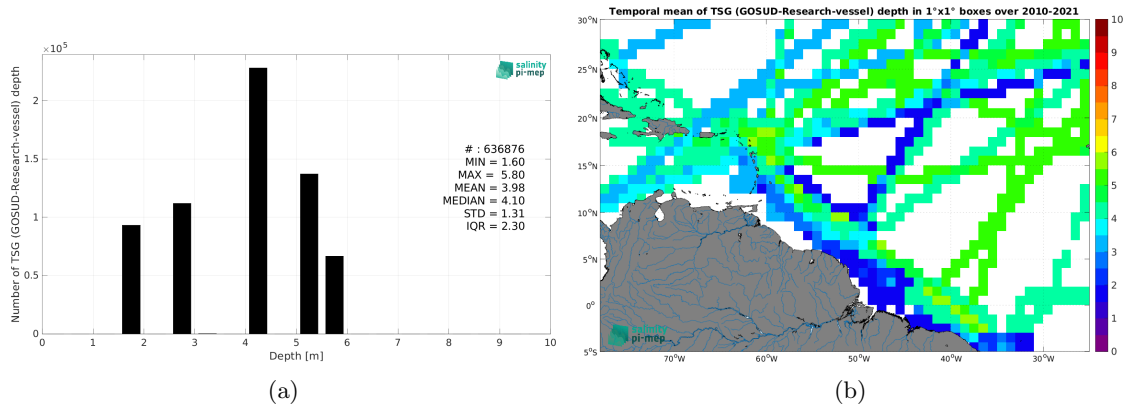 ×10⁵
2
1.5
1
0.5
0
0 1 2 3 4 5 6 7 8 9 10
Number of TSG (GOSUD-Research-vessel) depth
Depth [m]
salinity
pi-mep
# : 636876
MIN = 1.60
MAX = 5.80
MEAN = 3.98
MEDIAN = 4.10
STD = 1.31
IQR = 2.30
(a)
Temporal mean of TSG (GOSUD-Research-vessel) depth in 1°x1° boxes over 2010-2021
30°N
25°N
20°N
15°N
10°N
5°N
0°
5°S
70°W 60°W 50°W 40°W 30°W
salinity
pi-mep
10
9
8
7
6
5
4
3
2
1
0
(b)